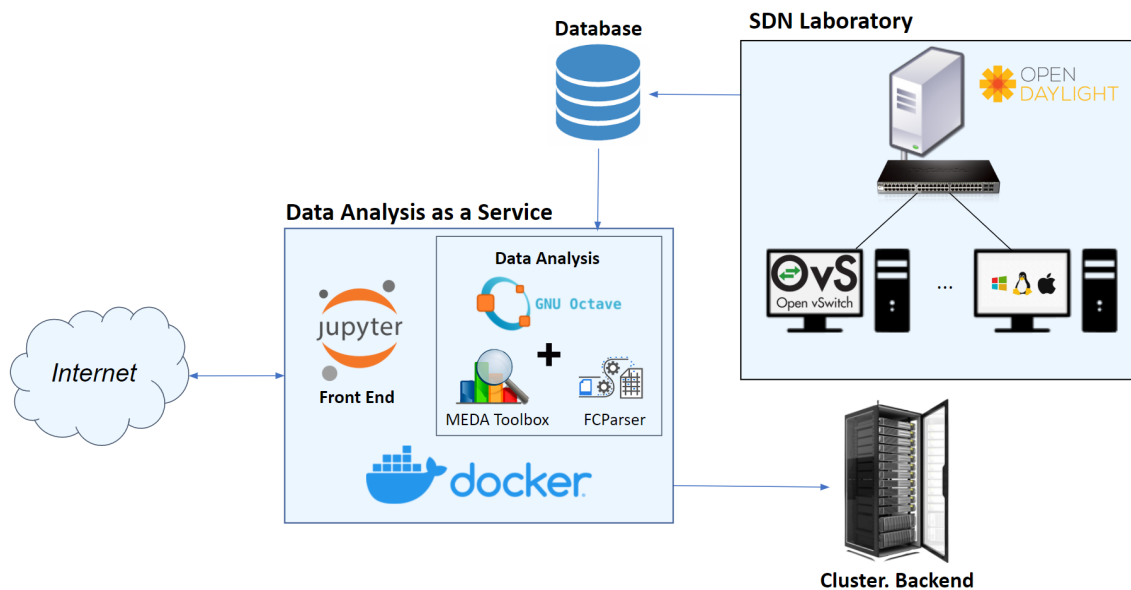 SDN Laboratory
Database
OPEN
DAYLIGHT
Data Analysis as a Service
Data Analysis
GNU Octave
OvS
Open vSwitch
...
jupyter
Internet
+
Front End
MEDA Toolbox
FCParser
docker
Cluster. Backend